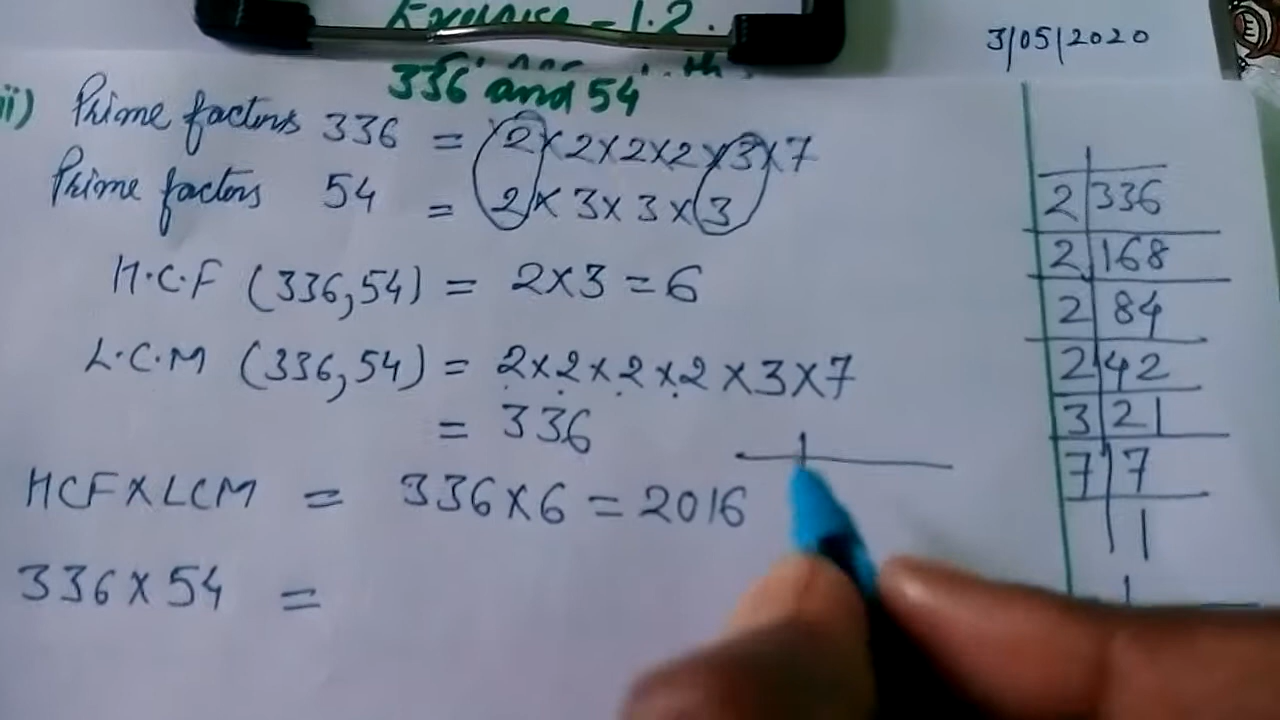 Exercise - 1.2.
3/05/2020
336 and 54
ii) Prime factors 336 = 2×2×2×2×3×7
Prime factors 54 = 2×3×3×3
H.C.F (336,54) = 2×3=6
L.C.M (336,54) = 2×2×2×2×3×7
= 336
HCF×LCM = 336×6=2016
336×54 =
2 336
2 168
2 84
2 42
3 21
7 7
1